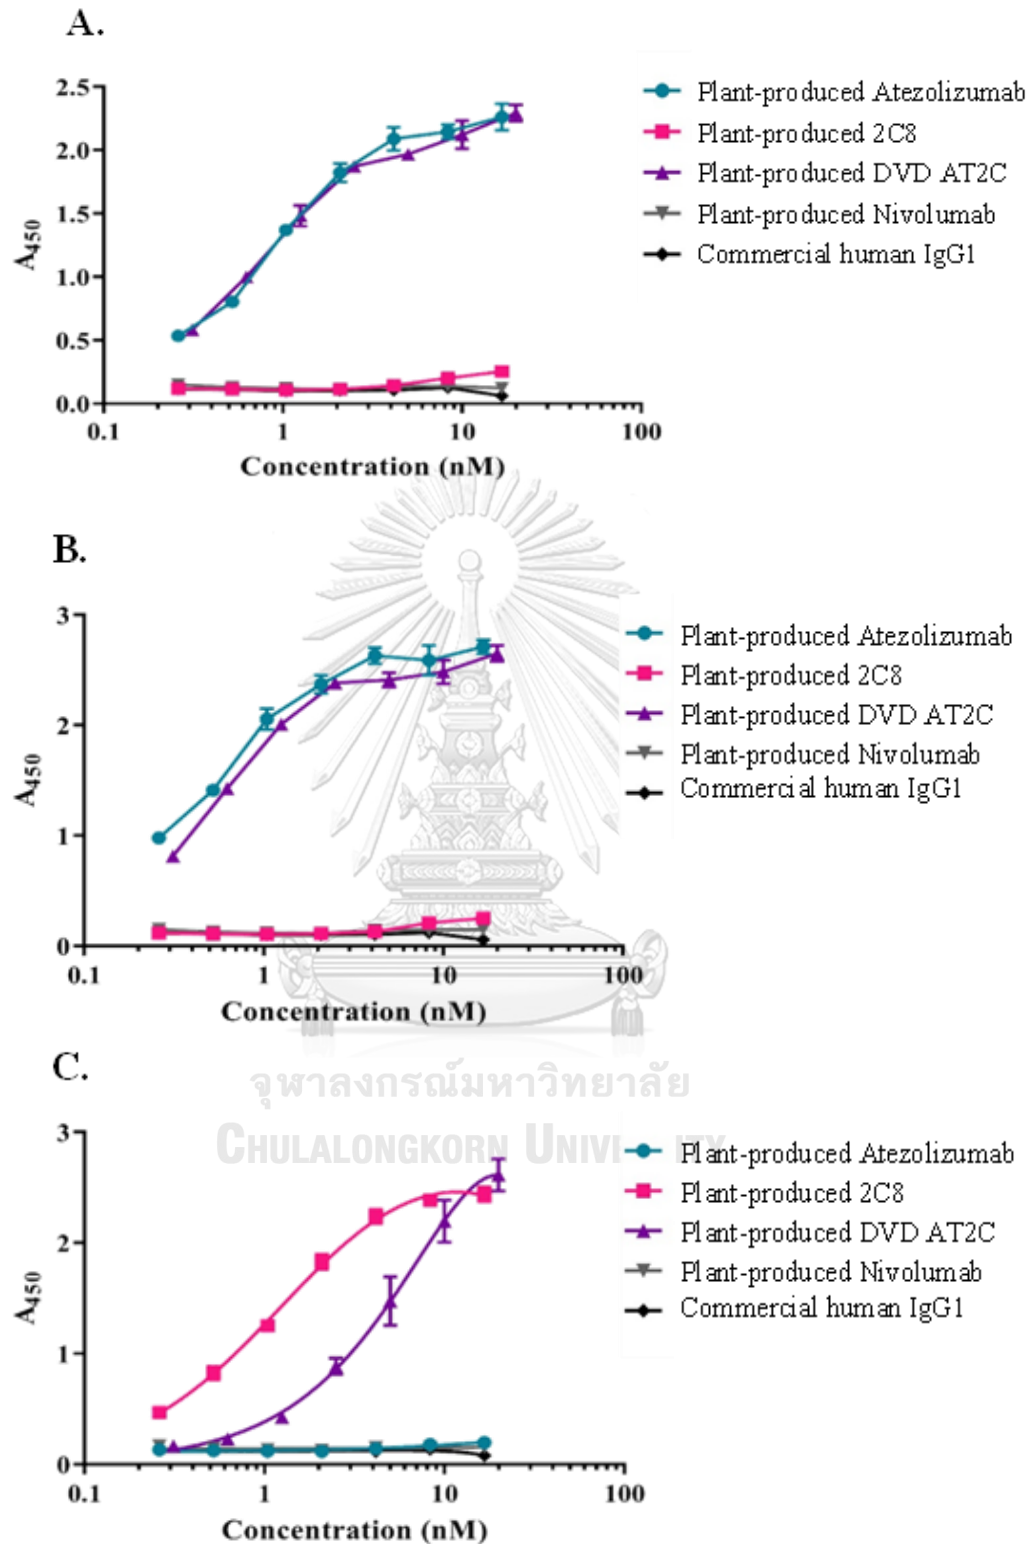 A.
2.5
2.0
1.5
1.0
0.5
0.0
A450
0.1 1 10 100
Concentration (nM)
Plant-produced Atezolizumab
Plant-produced 2C8
Plant-produced DVD AT2C
Plant-produced Nivolumab
Commercial human IgG1
B.
3
2
1
0
A450
0.1 1 10 100
Concentration (nM)
Plant-produced Atezolizumab
Plant-produced 2C8
Plant-produced DVD AT2C
Plant-produced Nivolumab
Commercial human IgG1
จุฬาลงกรณ์มหาวิทยาลัย
CHULALONGKORN UNIVE
C.
3
2
1
0
A450
0.1 1 10 100
Concentration (nM)
Plant-produced Atezolizumab
Plant-produced 2C8
Plant-produced DVD AT2C
Plant-produced Nivolumab
Commercial human IgG1